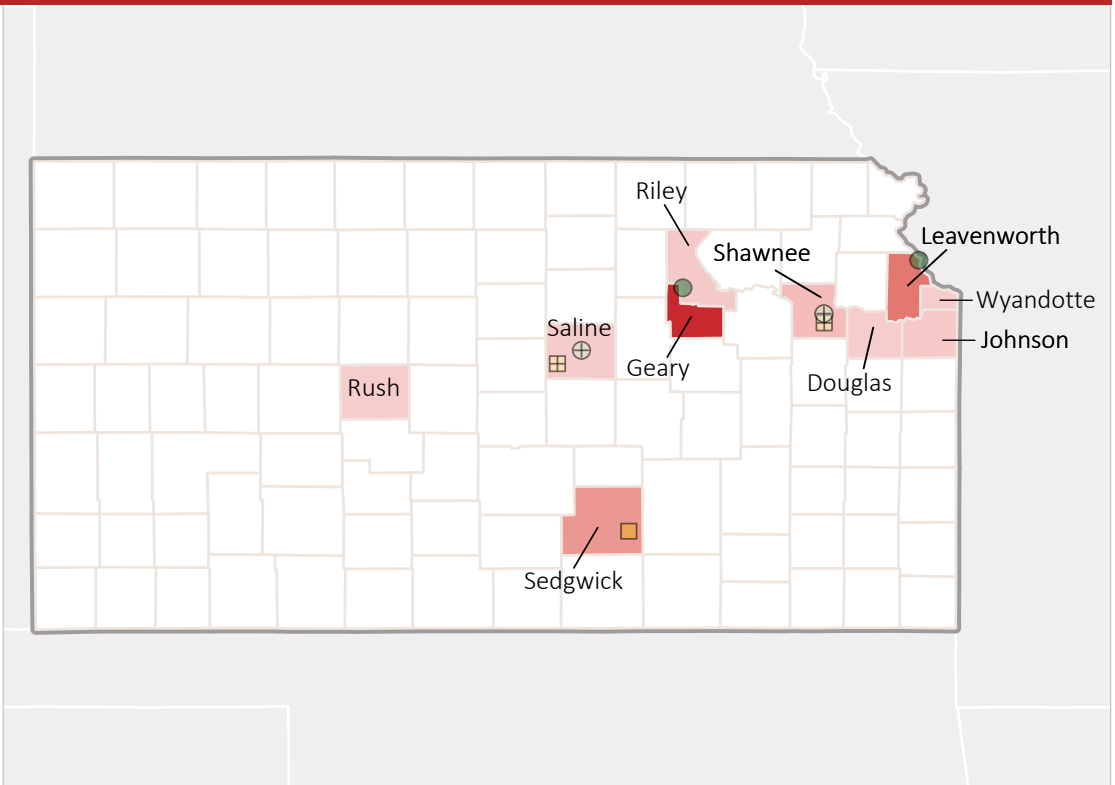 Riley
Leavenworth
Shawnee
Wyandotte
Saline
Johnson
Geary
Douglas
Rush
Sedgwick